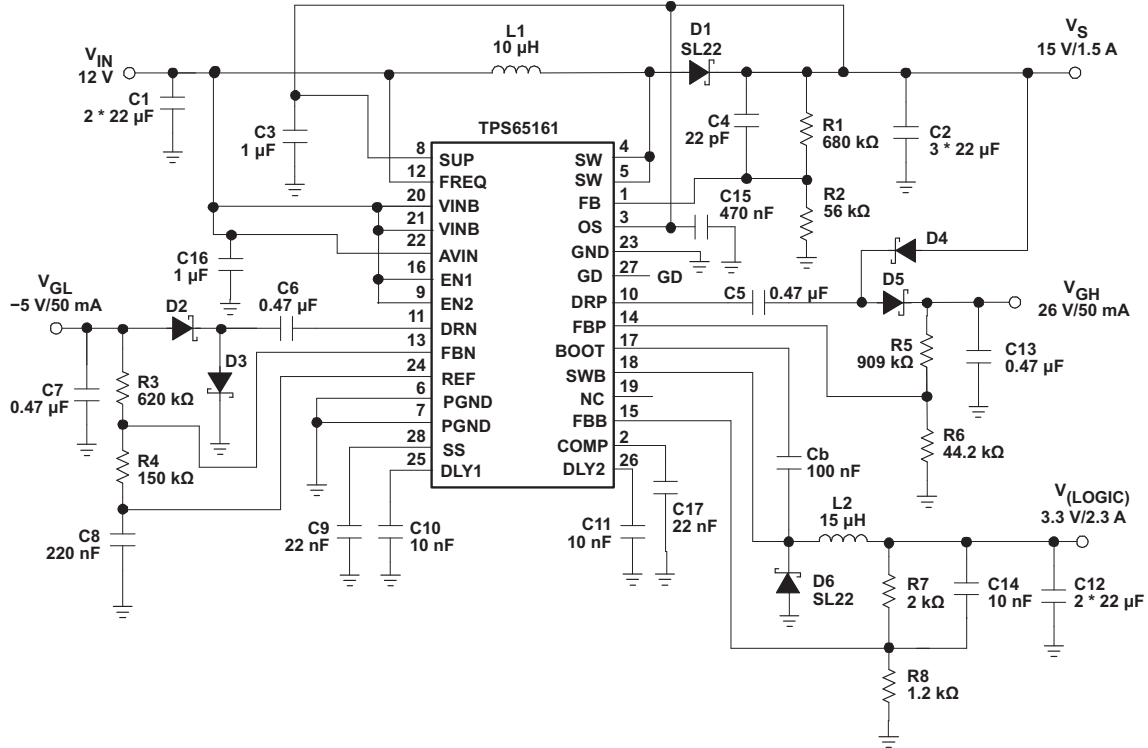 V_IN
12 V
C1
2 * 22 µF
L1
10 µH
D1
SL22
V_S
15 V/1.5 A
C3
1 µF
C4
22 pF
R1
680 kΩ
C2
3 * 22 µF
R2
56 kΩ
C15
470 nF
TPS65161
8
SUP
12
FREQ
20
VINB
21
VINB
22
AVIN
16
EN1
9
EN2
11
DRN
13
FBN
24
REF
6
PGND
7
PGND
28
SS
25
DLY1
4
SW
5
SW
1
FB
3
OS
23
GND
27
GD
GD
10
DRP
14
FBP
17
BOOT
18
SWB
19
NC
15
FBB
2
COMP
26
DLY2
C16
1 µF
V_GL
−5 V/50 mA
D2
C6
0.47 µF
D3
C7
0.47 µF
R3
620 kΩ
R4
150 kΩ
C8
220 nF
C9
22 nF
C10
10 nF
C11
10 nF
C17
22 nF
D4
D5
C5
0.47 µF
V_GH
26 V/50 mA
R5
909 kΩ
C13
0.47 µF
R6
44.2 kΩ
Cb
100 nF
L2
15 µH
V_(LOGIC)
3.3 V/2.3 A
D6
SL22
R7
2 kΩ
C14
10 nF
C12
2 * 22 µF
R8
1.2 kΩ